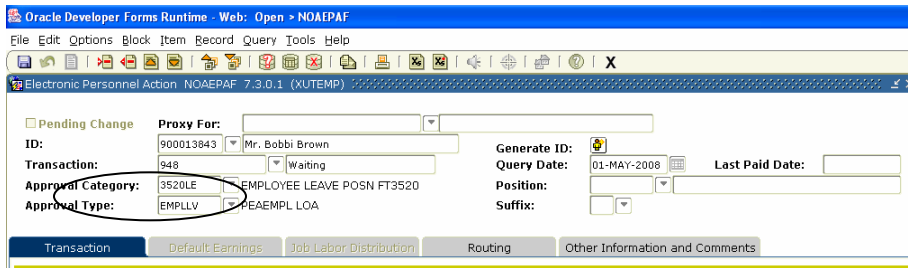 Oracle Developer Forms Runtime - Web: Open > NOAEPAF
File Edit Options Block Item Record Query Tools Help
Electronic Personnel Action NOAEPAF 7.3.0.1 (XUTEMP)
Pending Change Proxy For:
ID: 900013843 Mr. Bobbi Brown Generate ID:
Transaction: 948 Waiting Query Date: 01-MAY-2008 Last Paid Date:
Approval Category: 3520LE EMPLOYEE LEAVE POSN FT3520 Position:
Approval Type: EMPLLV PEAEMPL LOA Suffix:
Transaction Default Earnings Job Labor Distribution Routing Other Information and Comments